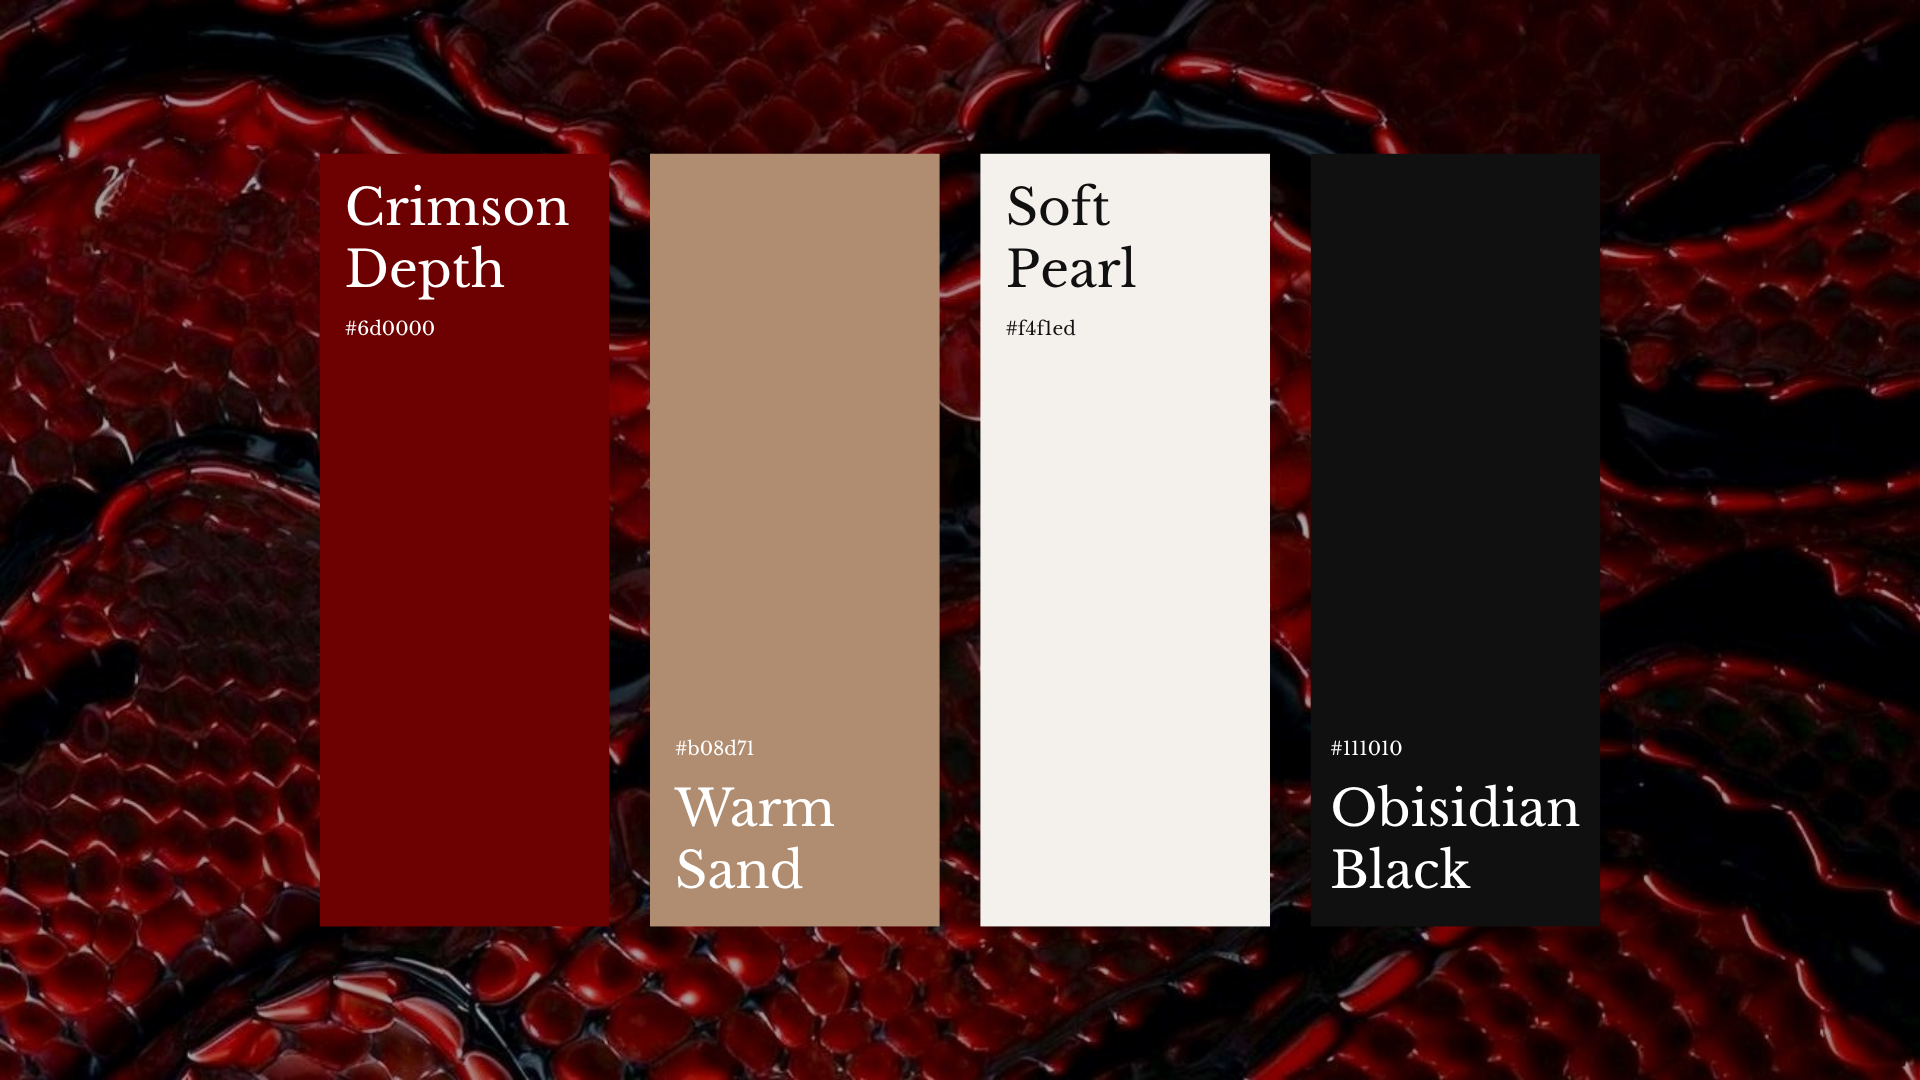 Crimson
Depth
#6d0000
#b08d71
Warm
Sand
Soft
Pearl
#f4f1ed
#111010
Obisidian
Black